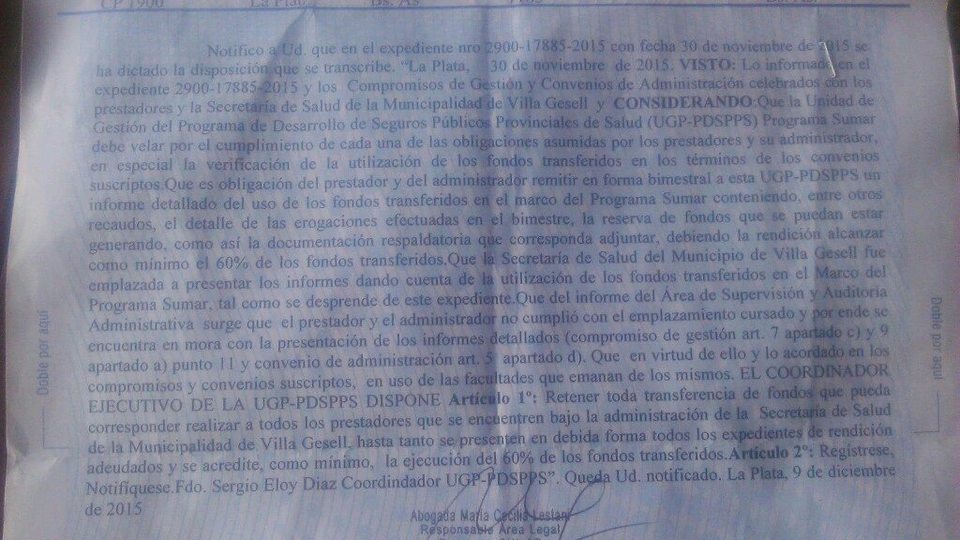 CP 1900 La Plata Bs. As
Notifico a Ud. que en el expediente nro 2900-17885-2015 con fecha 30 de noviembre de 2015 se
ha dictado la disposición que se transcribe. “La Plata, 30 de noviembre de 2015. VISTO: Lo informado en el
expediente 2900-17885-2015 y los Compromisos de Gestión y Convenios de Administración celebrados con los
prestadores y la Secretaría de Salud de la Municipalidad de Villa Gesell y CONSIDERANDO:Que la Unidad de
Gestión del Programa de Desarrollo de Seguros Públicos Provinciales de Salud (UGP-PDSPPS) Programa Sumar
debe velar por el cumplimiento de cada una de las obligaciones asumidas por los prestadores y su administrador,
en especial la verificación de la utilización de los fondos transferidos en los términos de los convenios
suscriptos.Que es obligación del prestador y del administrador remitir en forma bimestral a esta UGP-PDSPPS un
informe detallado del uso de los fondos transferidos en el marco del Programa Sumar conteniendo, entre otros
recaudos, el detalle de las erogaciones efectuadas en el bimestre, la reserva de fondos que se puedan estar
generando, como así la documentación respaldatoria que corresponda adjuntar, debiendo la rendición alcanzar
como mínimo el 60% de los fondos transferidos.Que la Secretaría de Salud del Municipio de Villa Gesell fue
emplazada a presentar los informes dando cuenta de la utilización de los fondos transferidos en el Marco del
Programa Sumar, tal como se desprende de este expediente.Que del informe del Área de Supervisión y Auditoría
Administrativa surge que el prestador y el administrador no cumplió con el emplazamiento cursado y por ende se
encuentra en mora con la presentación de los informes detallados (compromiso de gestión art. 7 apartado c) y 9
apartado a) punto 11 y convenio de administración art. 5 apartado d). Que en virtud de ello y lo acordado en los
compromisos y convenios suscriptos, en uso de las facultades que emanan de los mismos. EL COORDINADOR
EJECUTIVO DE LA UGP-PDSPPS DISPONE Artículo 1º: Retener toda transferencia de fondos que pueda
corresponder realizar a todos los prestadores que se encuentren bajo la administración de la Secretaría de Salud
de la Municipalidad de Villa Gesell, hasta tanto se presenten en debida forma todos los expedientes de rendición
adeudados y se acredite, como mínimo, la ejecución del 60% de los fondos transferidos.Artículo 2º: Regístrese,
Notifíquese.Fdo. Sergio Eloy Diaz Coordindador UGP-PDSPPS”. Queda Ud. notificado. La Plata, 9 de diciembre
de 2015
Abogada María Cecilia Lestani
Responsable Area Legal
Doble por aquí
Doble por aquí